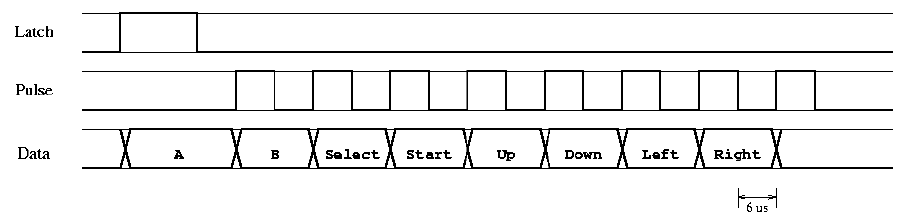 Latch
Pulse
Data A B Select Start Up Down Left Right
6 us